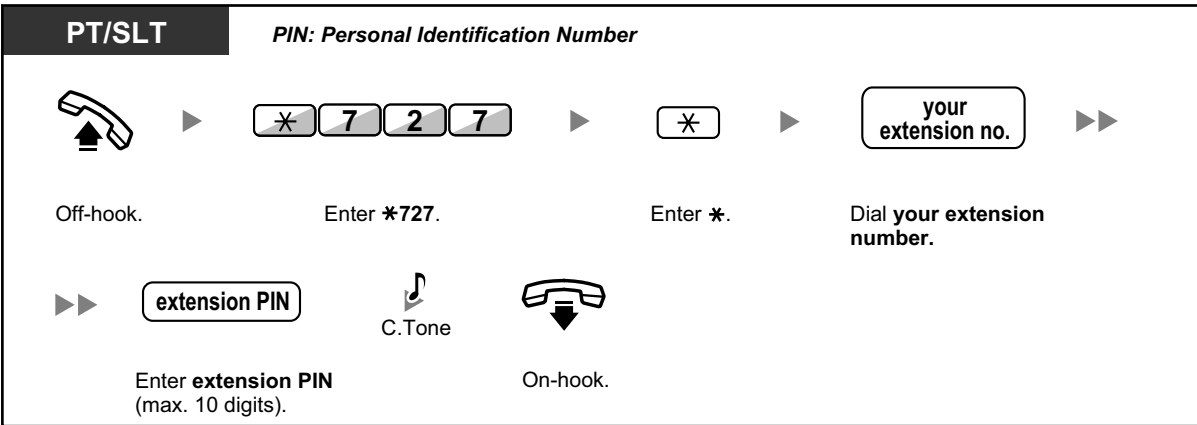 PT/SLT
PIN: Personal Identification Number
* 7 2 7
*
your
extension no.
Off-hook.
Enter *727.
Enter *.
Dial your extension
number.
extension PIN
C.Tone
Enter extension PIN
(max. 10 digits).
On-hook.